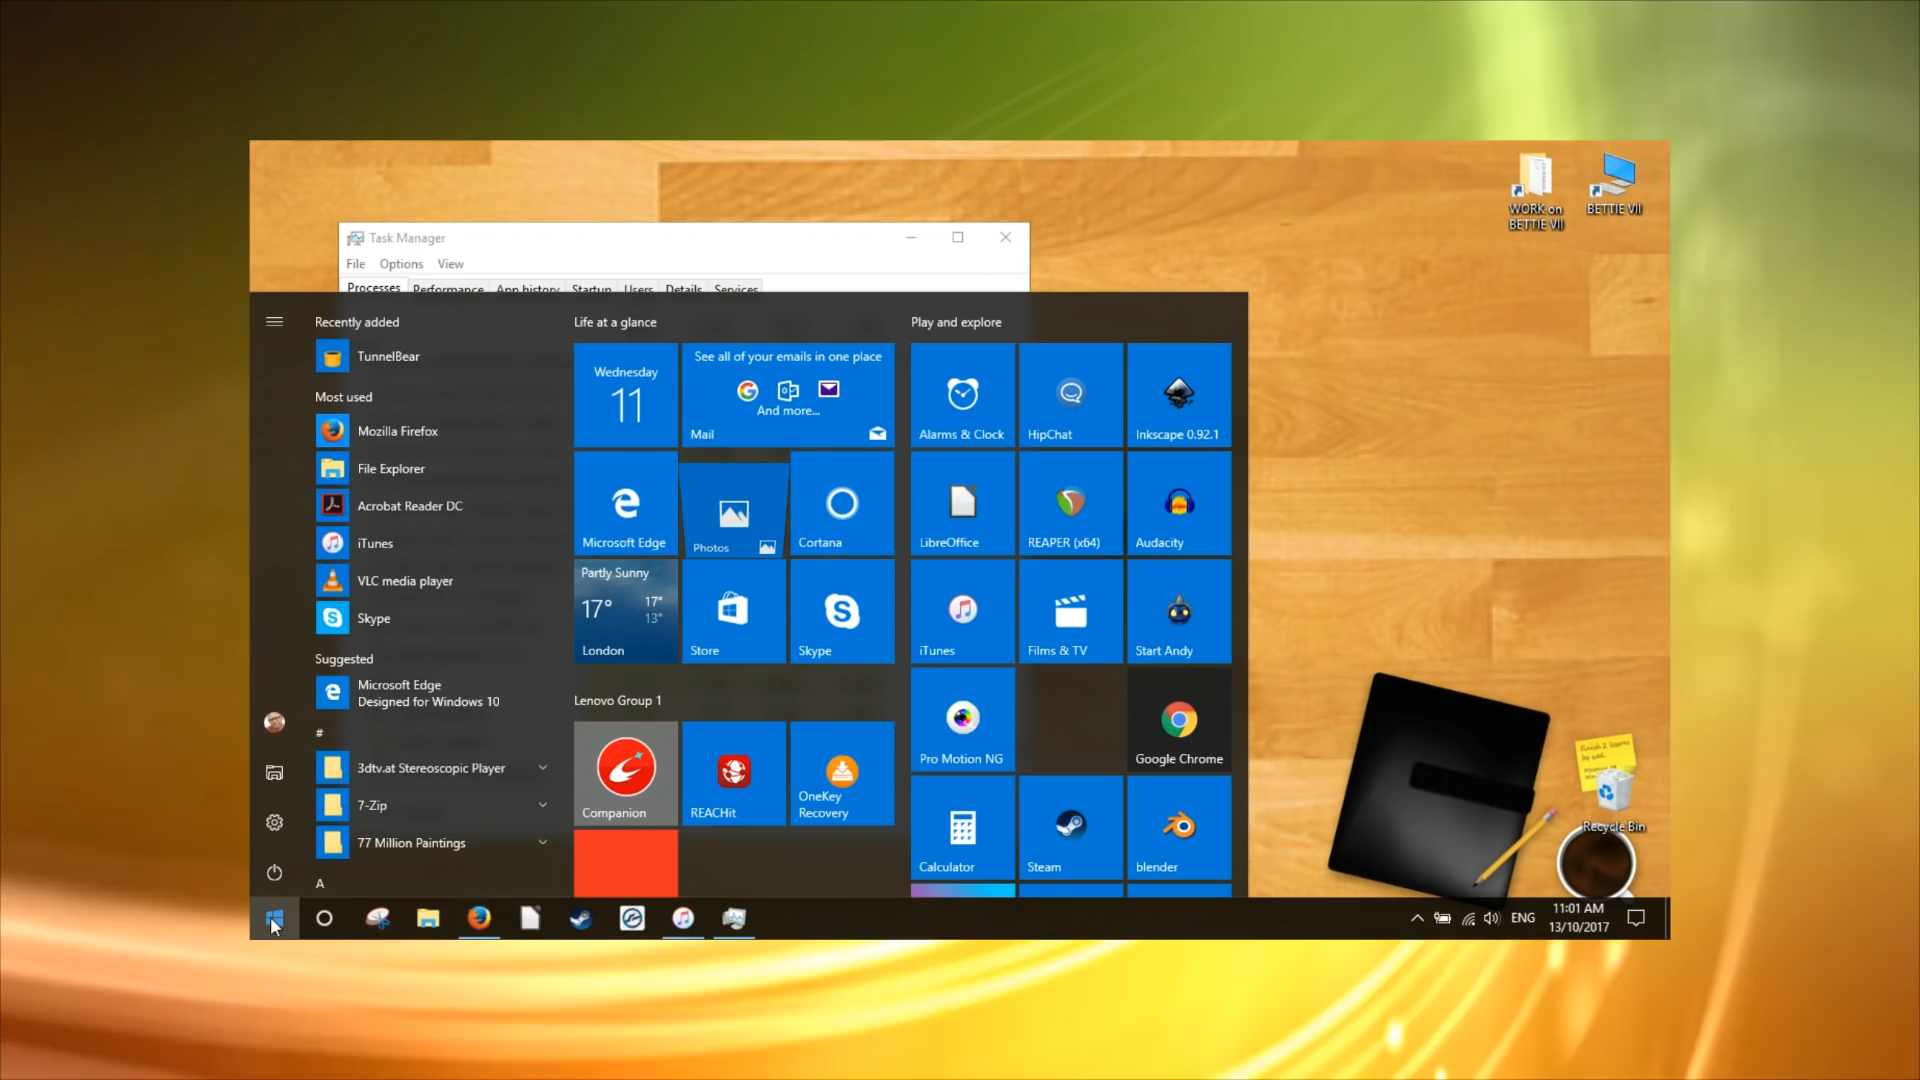 WORK on
BETTIE VII
BETTIE VII
Task Manager
File Options View
Processes Performance App history Startup Users Details Services
Recently added
TunnelBear
Most used
Mozilla Firefox
File Explorer
Acrobat Reader DC
iTunes
VLC media player
Skype
Suggested
Microsoft Edge
Designed for Windows 10
#
3dtv.at Stereoscopic Player
7-Zip
77 Million Paintings
A
Life at a glance
Wednesday
11
See all of your emails in one place
And more...
Mail
Microsoft Edge
Photos
Cortana
Partly Sunny
17° 17°
13°
London
Store
Skype
Lenovo Group 1
Companion
REACHit
OneKey
Recovery
Play and explore
Alarms & Clock
HipChat
Inkscape 0.92.1
LibreOffice
REAPER (x64)
Audacity
iTunes
Films & TV
Start Andy
Pro Motion NG
Google Chrome
Calculator
Steam
blender
Finish 2 lessons
by wed.
Recycle Bin
ENG
11:01 AM
13/10/2017